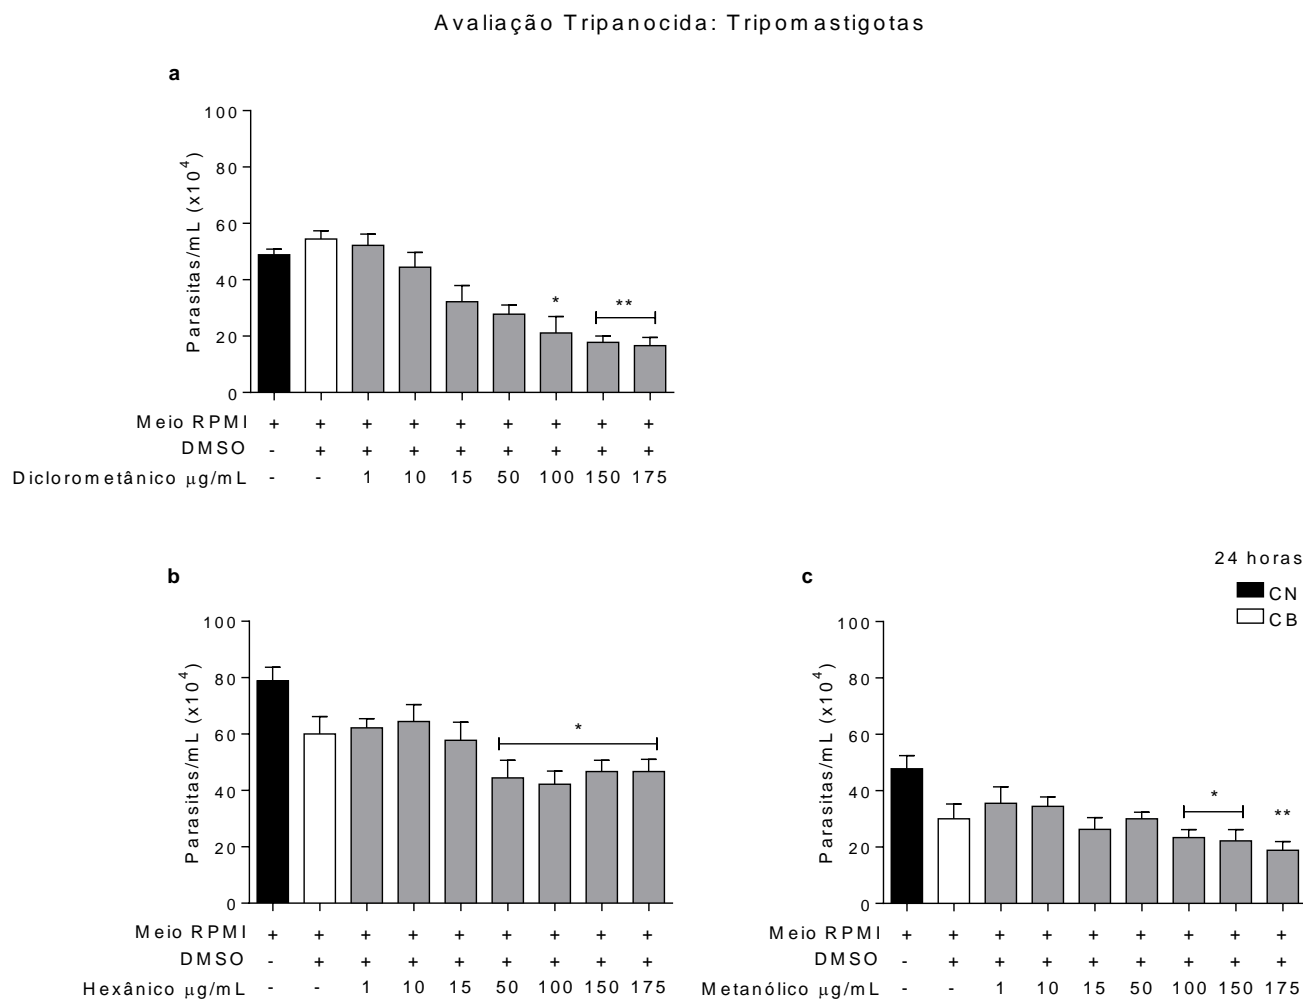 Avaliação Tripanocida: Tripomastigotas
a
100
80
60
40
20
0
Parasitas/mL (x10⁴)
*
**
Meio RPMI + + + + + + + + +
DMSO - + + + + + + + +
Diclorometânico µg/mL - - 1 10 15 50 100 150 175
24 horas
CN
CB
b
100
80
60
40
20
0
Parasitas/mL (x10⁴)
*
Meio RPMI + + + + + + + + +
DMSO - + + + + + + + +
Hexânico µg/mL - - 1 10 15 50 100 150 175
c
100
80
60
40
20
0
Parasitas/mL (x10⁴)
*
**
Meio RPMI + + + + + + + + +
DMSO - + + + + + + + +
Metanólico µg/mL - - 1 10 15 50 100 150 175